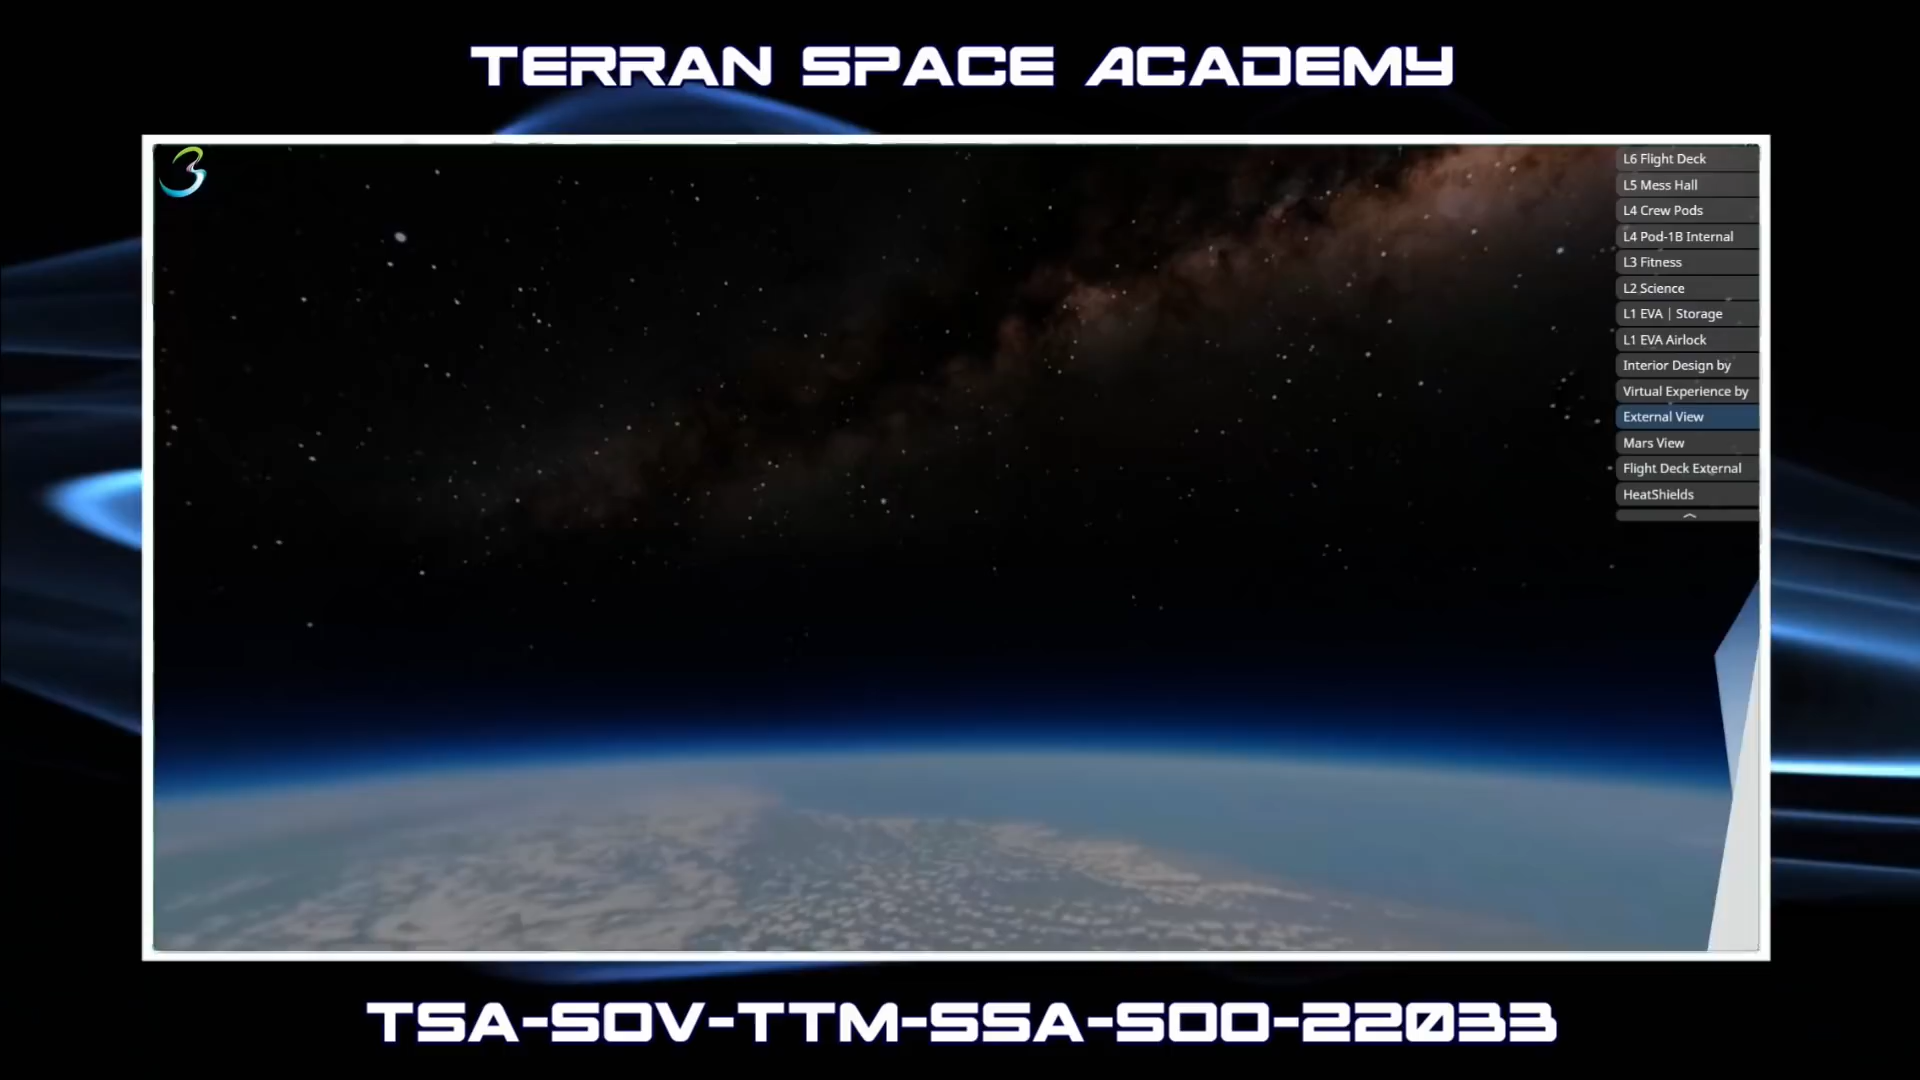 TERRAN SPACE ACADEMY
L6 Flight Deck
L5 Mess Hall
L4 Crew Pods
L4 Pod-1B Internal
L3 Fitness
L2 Science
L1 EVA | Storage
L1 EVA Airlock
Interior Design by
Virtual Experience by
External View
Mars View
Flight Deck External
HeatShields
TSA-SOV-TTM-SSA-SOO-22033